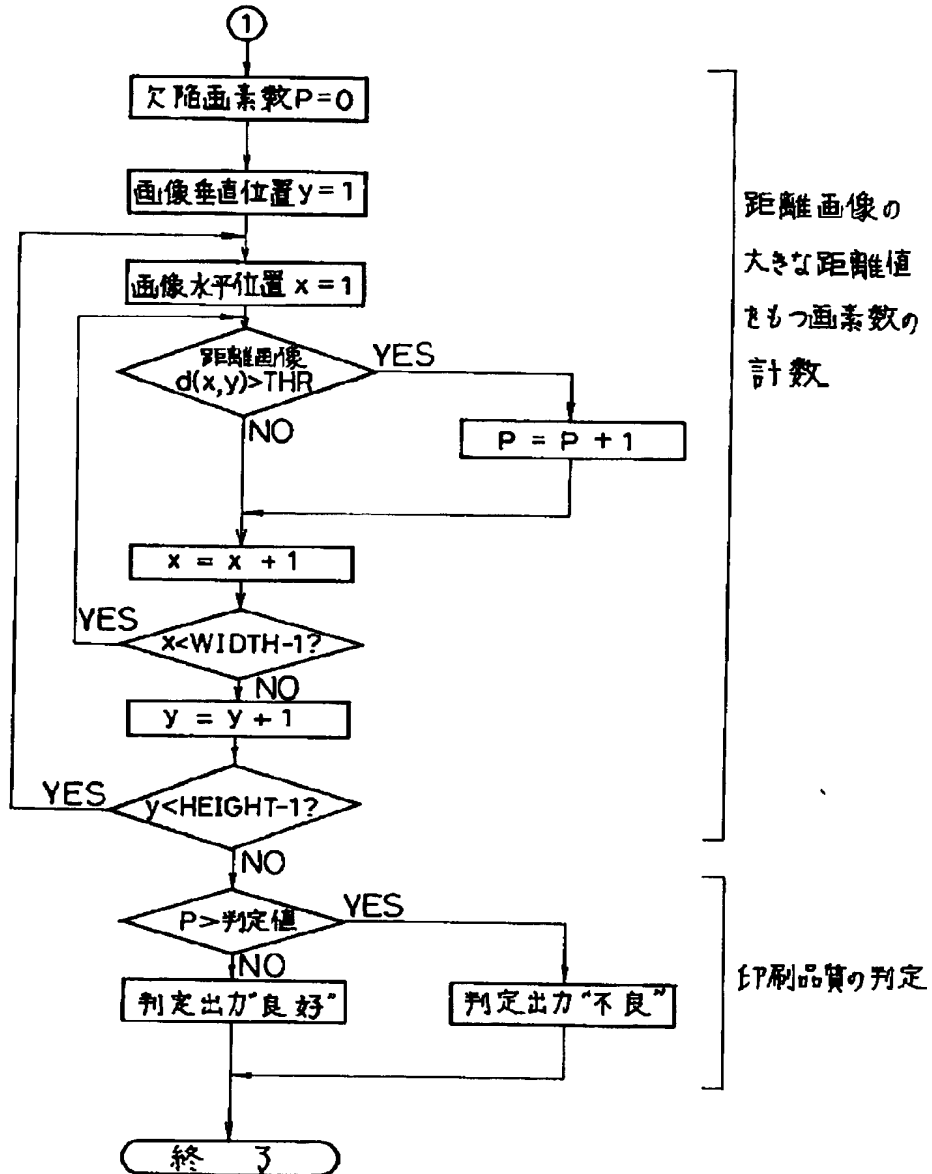 1
欠陥画素数P=0
画像垂直位置y=1
画像水平位置x=1
距離画像
d(x,y)>THR
YES
NO
P = P + 1
x = x + 1
YES
x<WIDTH-1?
NO
y = y + 1
YES
y<HEIGHT-1?
NO
P>判定値
YES
NO
判定出力“良好”
判定出力“不良”
終 了
距離画像の
大きな距離値
をもつ画素数の
計数
印刷品質の判定